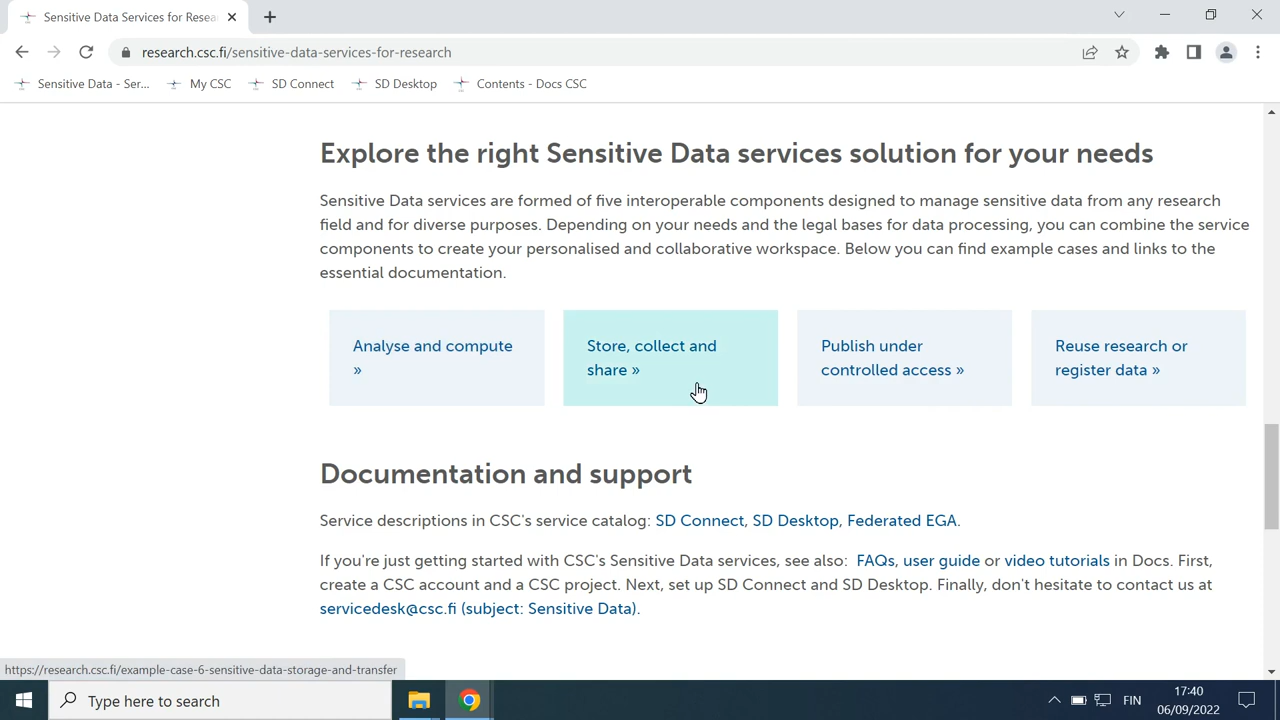 Sensitive Data Services for Resea
research.csc.fi/sensitive-data-services-for-research
Sensitive Data - Ser...
My CSC
SD Connect
SD Desktop
Contents - Docs CSC
Explore the right Sensitive Data services solution for your needs
Sensitive Data services are formed of five interoperable components designed to manage sensitive data from any research
field and for diverse purposes. Depending on your needs and the legal bases for data processing, you can combine the service
components to create your personalised and collaborative workspace. Below you can find example cases and links to the
essential documentation.
Analyse and compute
»
Store, collect and
share »
Publish under
controlled access »
Reuse research or
register data »
Documentation and support
Service descriptions in CSC's service catalog: SD Connect, SD Desktop, Federated EGA.
If you're just getting started with CSC's Sensitive Data services, see also: FAQs, user guide or video tutorials in Docs. First,
create a CSC account and a CSC project. Next, set up SD Connect and SD Desktop. Finally, don't hesitate to contact us at
servicedesk@csc.fi (subject: Sensitive Data).
https://research.csc.fi/example-case-6-sensitive-data-storage-and-transfer
Type here to search
FIN
17:40
06/09/2022